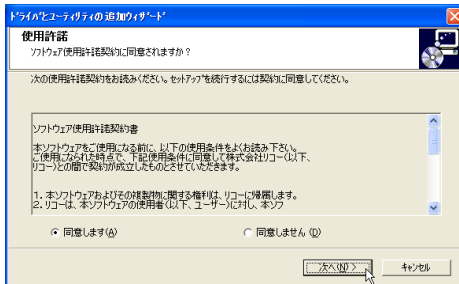 ドライバとユーティリティの追加ウィザード
使用許諾
ソフトウェア使用許諾契約に同意されますか?
次の使用許諾契約をお読みください。セットアップを続行するには契約に同意してください。
ソフトウェア使用許諾契約書
本ソフトウェアをご使用になる前に、以下の使用条件をよくお読み下さい。
ご使用になられた時点で、下記使用条件に同意して株式会社リコー(以下、
リコー)との間で契約が成立したものとさせていただきます。
1. 本ソフトウェアおよびその複製物に関する権利は、リコーに帰属します。
2. リコーは、本ソフトウェアの使用者(以下、ユーザー)に対し、本ソフ
同意します(A) 同意しません(D)
次へ(N) > キャンセル